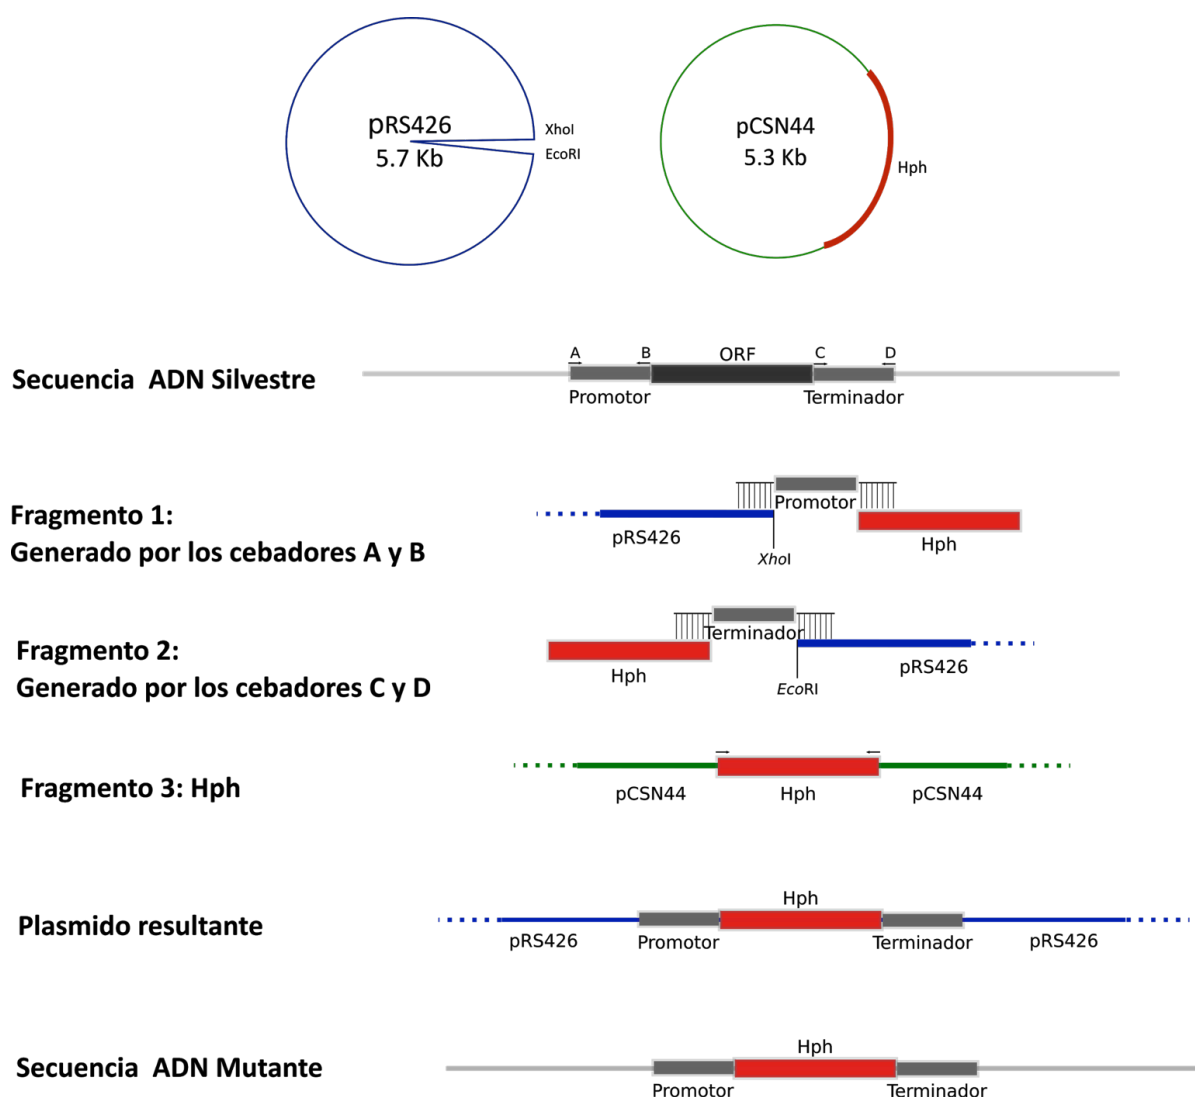 pRS426
5.7 Kb
XhoI
EcoRI
pCSN44
5.3 Kb
Hph
Secuencia ADN Silvestre
A
B
ORF
C
D
Promotor
Terminador
Fragmento 1:
Generado por los cebadores A y B
Promotor
pRS426
XhoI
Hph
Fragmento 2:
Generado por los cebadores C y D
Terminador
Hph
pRS426
EcoRI
Fragmento 3: Hph
pCSN44
Hph
pCSN44
Plasmido resultante
Hph
pRS426
Promotor
Terminador
pRS426
Secuencia ADN Mutante
Hph
Promotor
Terminador